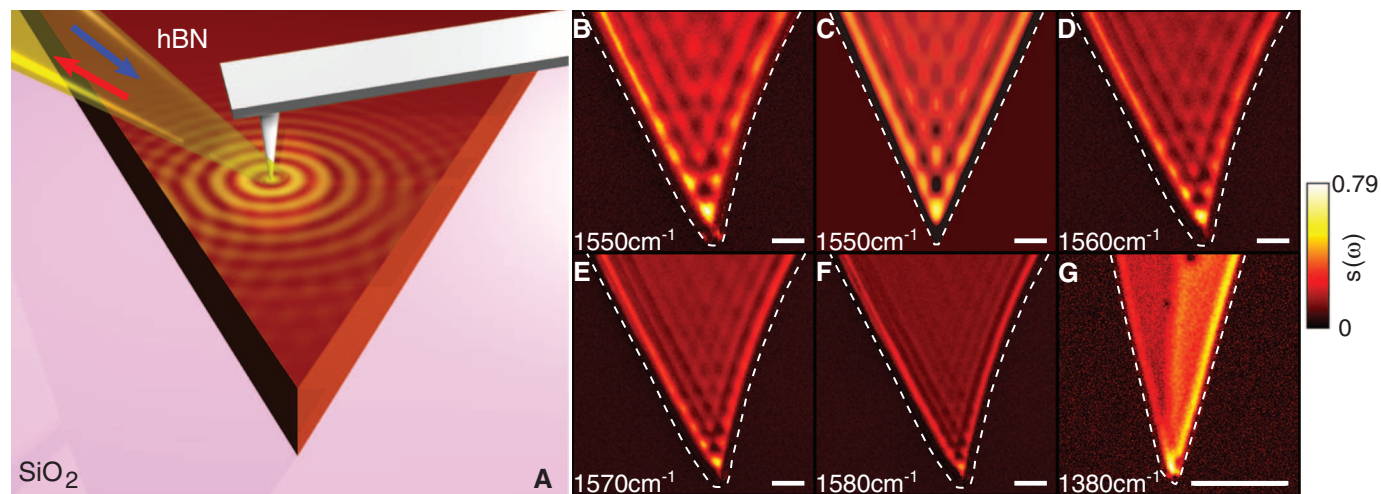 hBN
SiO₂
A
B
1550cm⁻¹
C
1550cm⁻¹
D
1560cm⁻¹
E
1570cm⁻¹
F
1580cm⁻¹
G
1380cm⁻¹
0.79
s(ω)
0